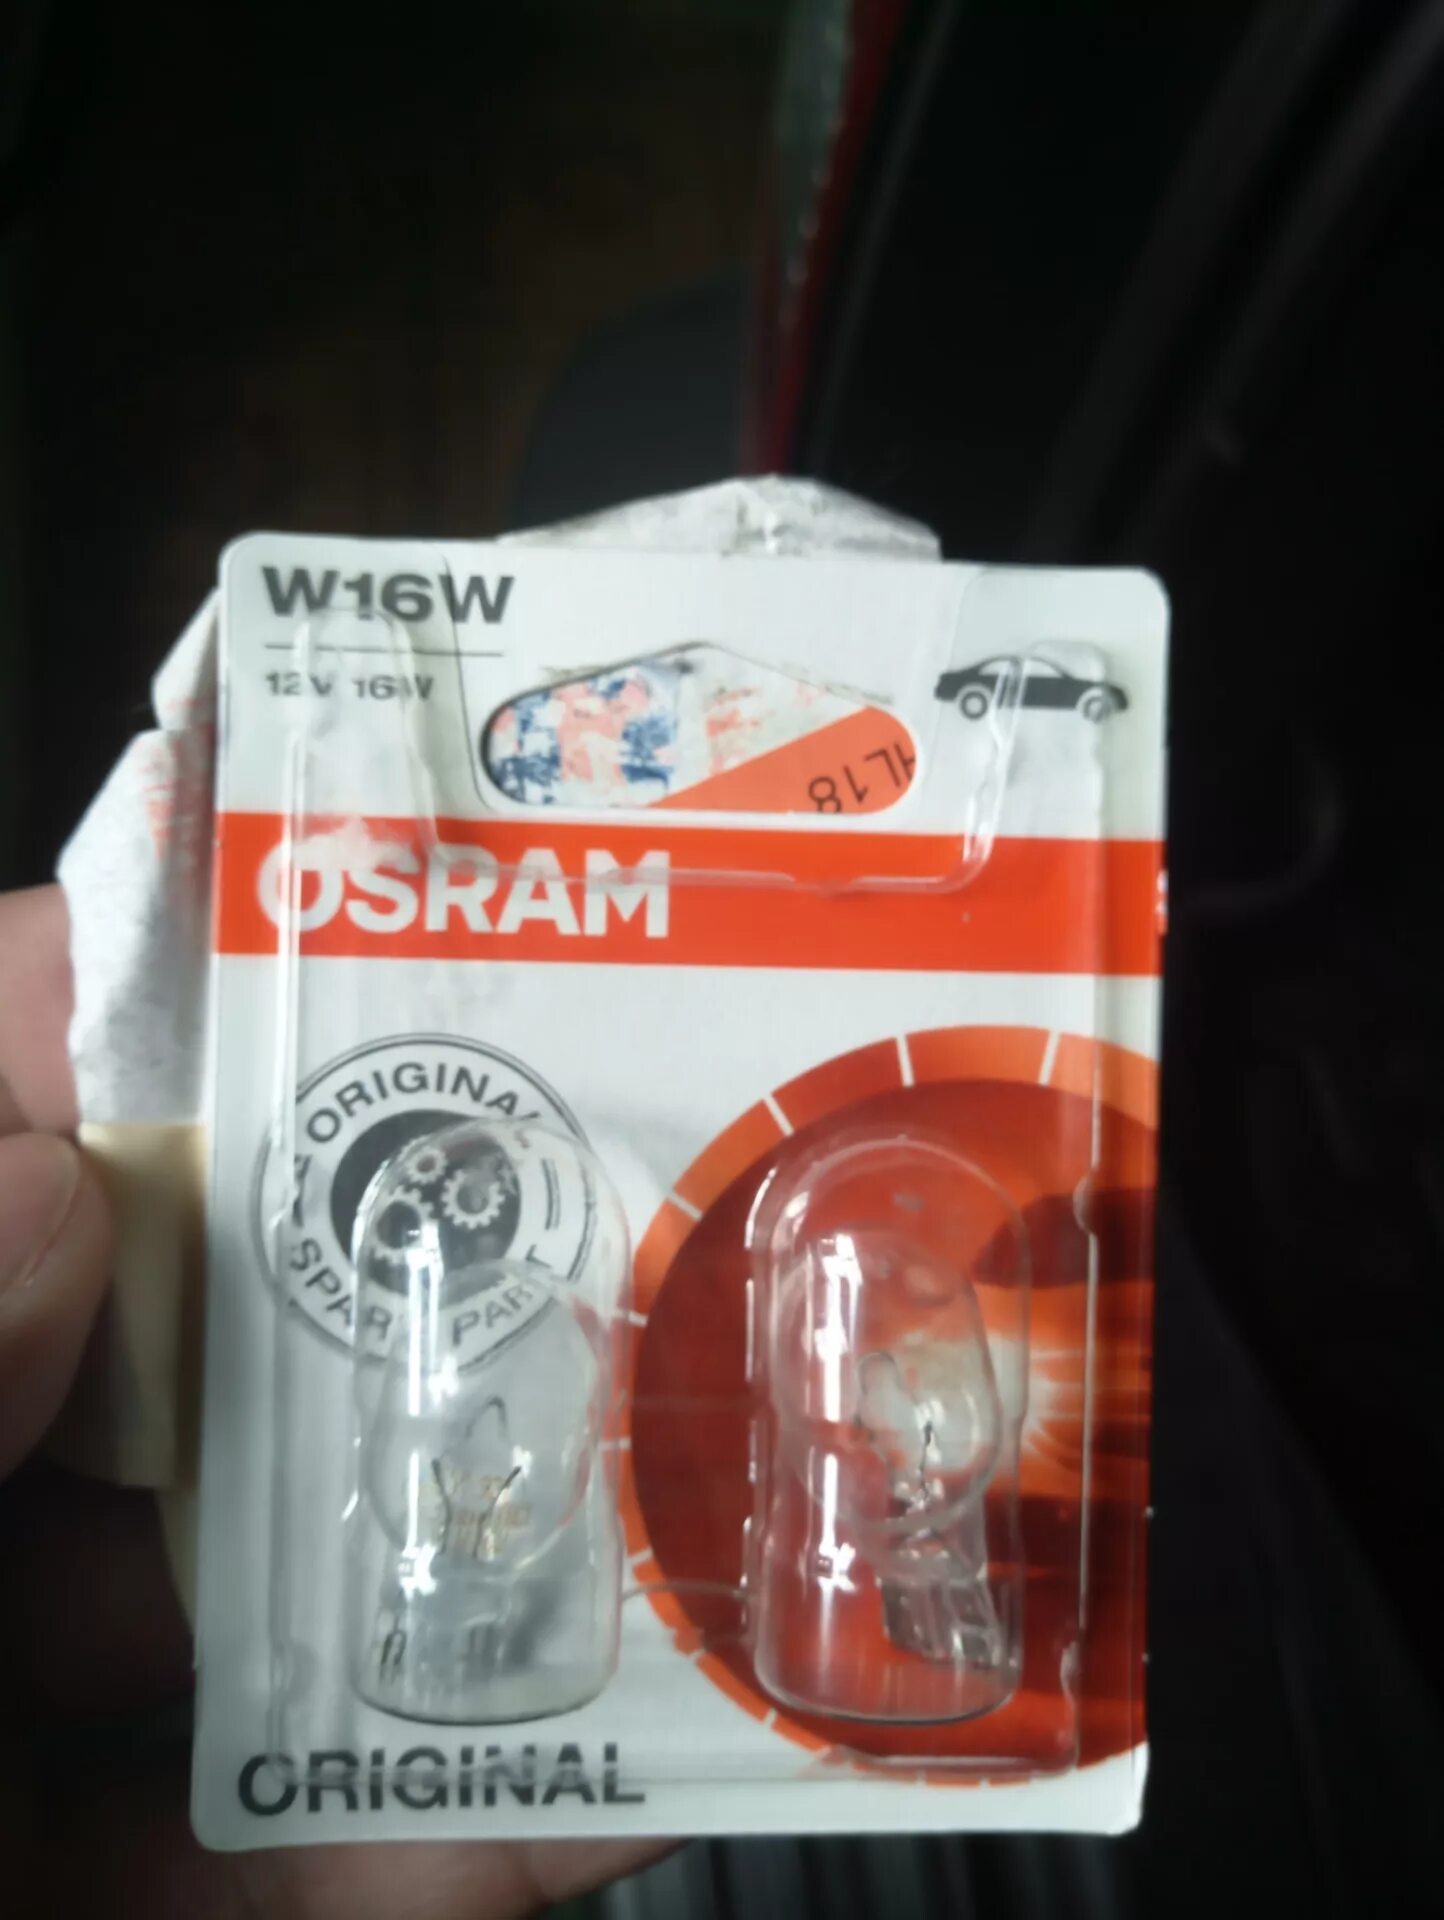 W16W
12V 16W
HL18
OSRAM
ORIGINAL
SPARE PART
ORIGINAL